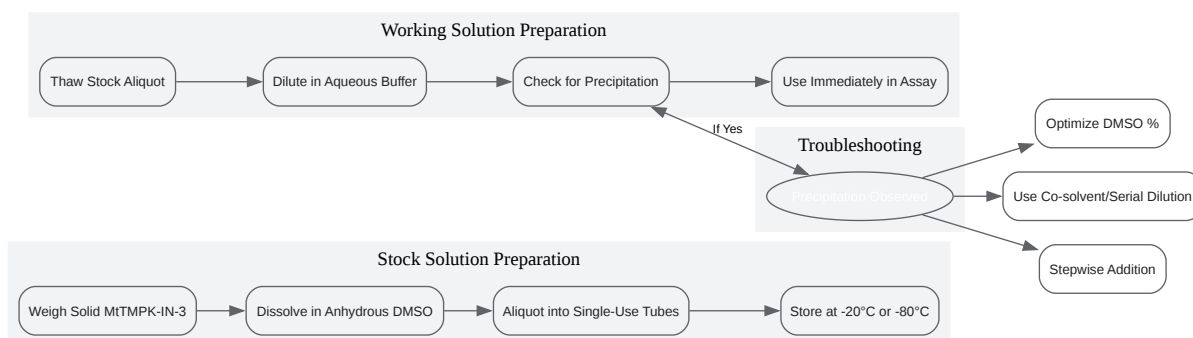 Working Solution Preparation
Thaw Stock Aliquot
Dilute in Aqueous Buffer
Check for Precipitation
Use Immediately in Assay
If Yes
Troubleshooting
Precipitation Observed
Optimize DMSO %
Use Co-solvent/Serial Dilution
Stepwise Addition
Stock Solution Preparation
Weigh Solid MtTMPK-IN-3
Dissolve in Anhydrous DMSO
Aliquot into Single-Use Tubes
Store at -20°C or -80°C